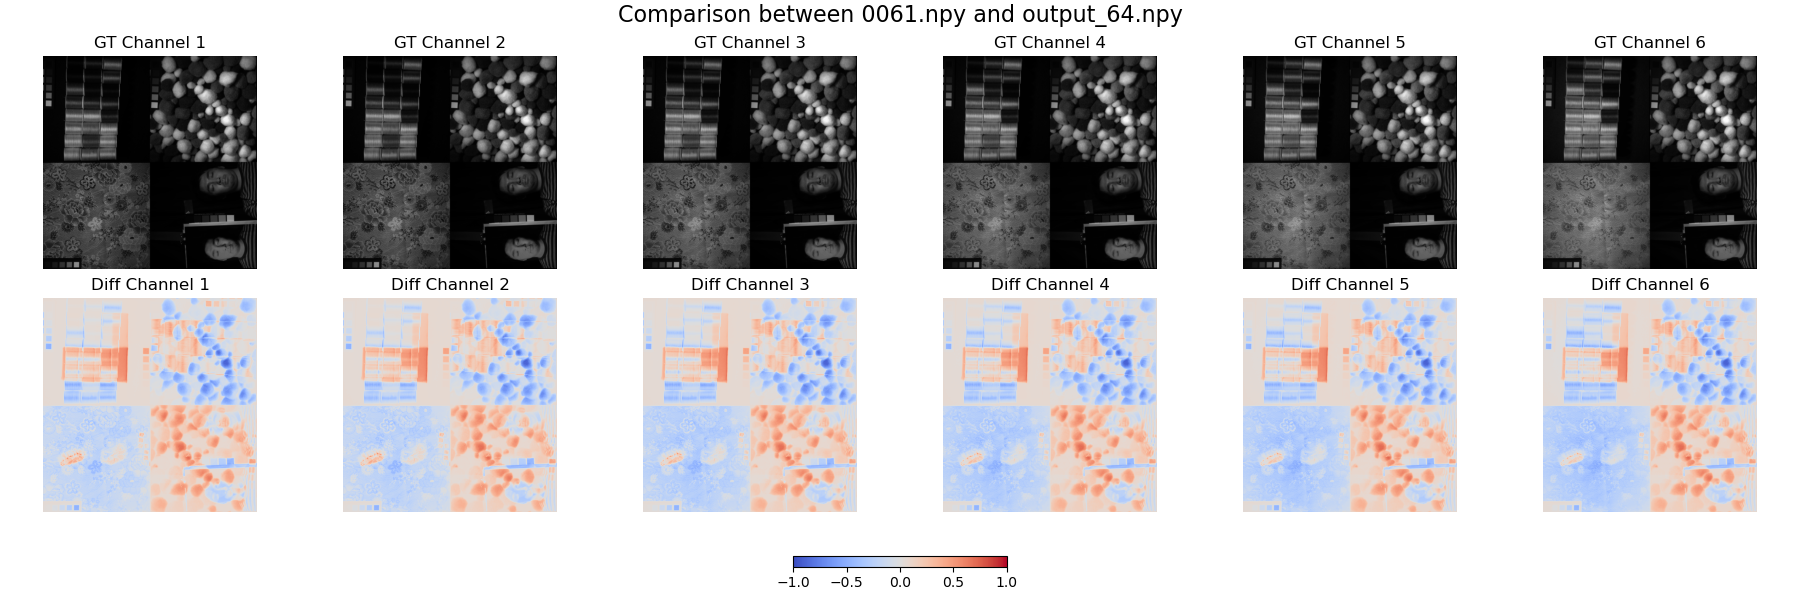 Comparison between 0061.npy and output_64.npy
GT Channel 1
GT Channel 2
GT Channel 3
GT Channel 4
GT Channel 5
GT Channel 6
Diff Channel 1
Diff Channel 2
Diff Channel 3
Diff Channel 4
Diff Channel 5
Diff Channel 6
−1.0 −0.5 0.0 0.5 1.0